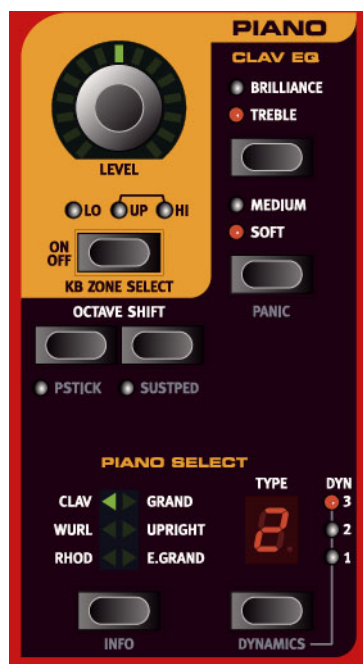 PIANO
CLAV EQ
BRILLIANCE
TREBLE
LEVEL
LO UP HI
MEDIUM
SOFT
ON
OFF
KB ZONE SELECT
PANIC
OCTAVE SHIFT
PSTICK SUSTPED
PIANO SELECT
TYPE DYN
CLAV GRAND 3
WURL UPRIGHT 2 2
RHOD E.GRAND 1
INFO DYNAMICS